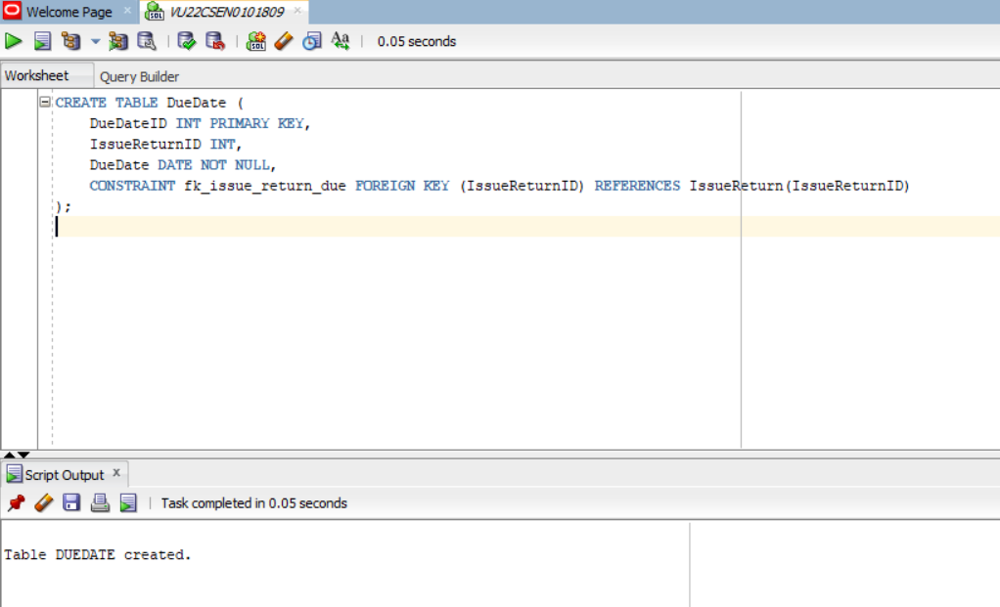 Welcome Page
VU22CSEN0101809
0.05 seconds
Worksheet
Query Builder
CREATE TABLE DueDate (
    DueDateID INT PRIMARY KEY,
    IssueReturnID INT,
    DueDate DATE NOT NULL,
    CONSTRAINT fk_issue_return_due FOREIGN KEY (IssueReturnID) REFERENCES IssueReturn(IssueReturnID)
);
Script Output
Task completed in 0.05 seconds
Table DUEDATE created.